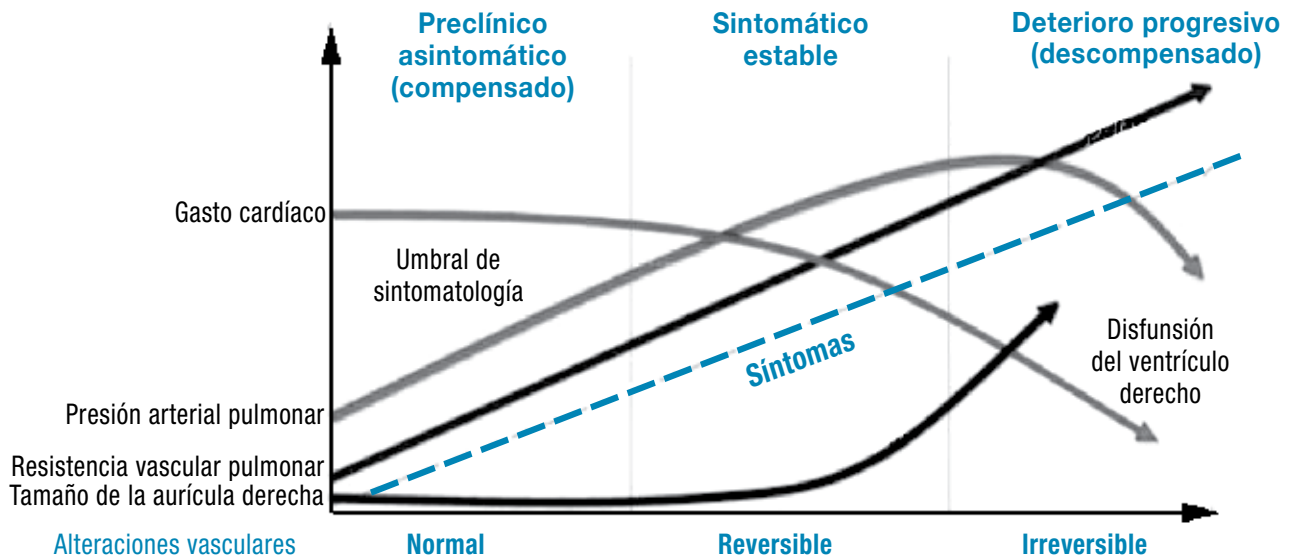 Preclínico
asintomático
(compensado)
Sintomático
estable
Deterioro progresivo
(descompensado)
Gasto cardíaco
Umbral de
sintomatología
Síntomas
Disfunsión
del ventrículo
derecho
Presión arterial pulmonar
Resistencia vascular pulmonar
Tamaño de la aurícula derecha
Alteraciones vasculares
Normal
Reversible
Irreversible